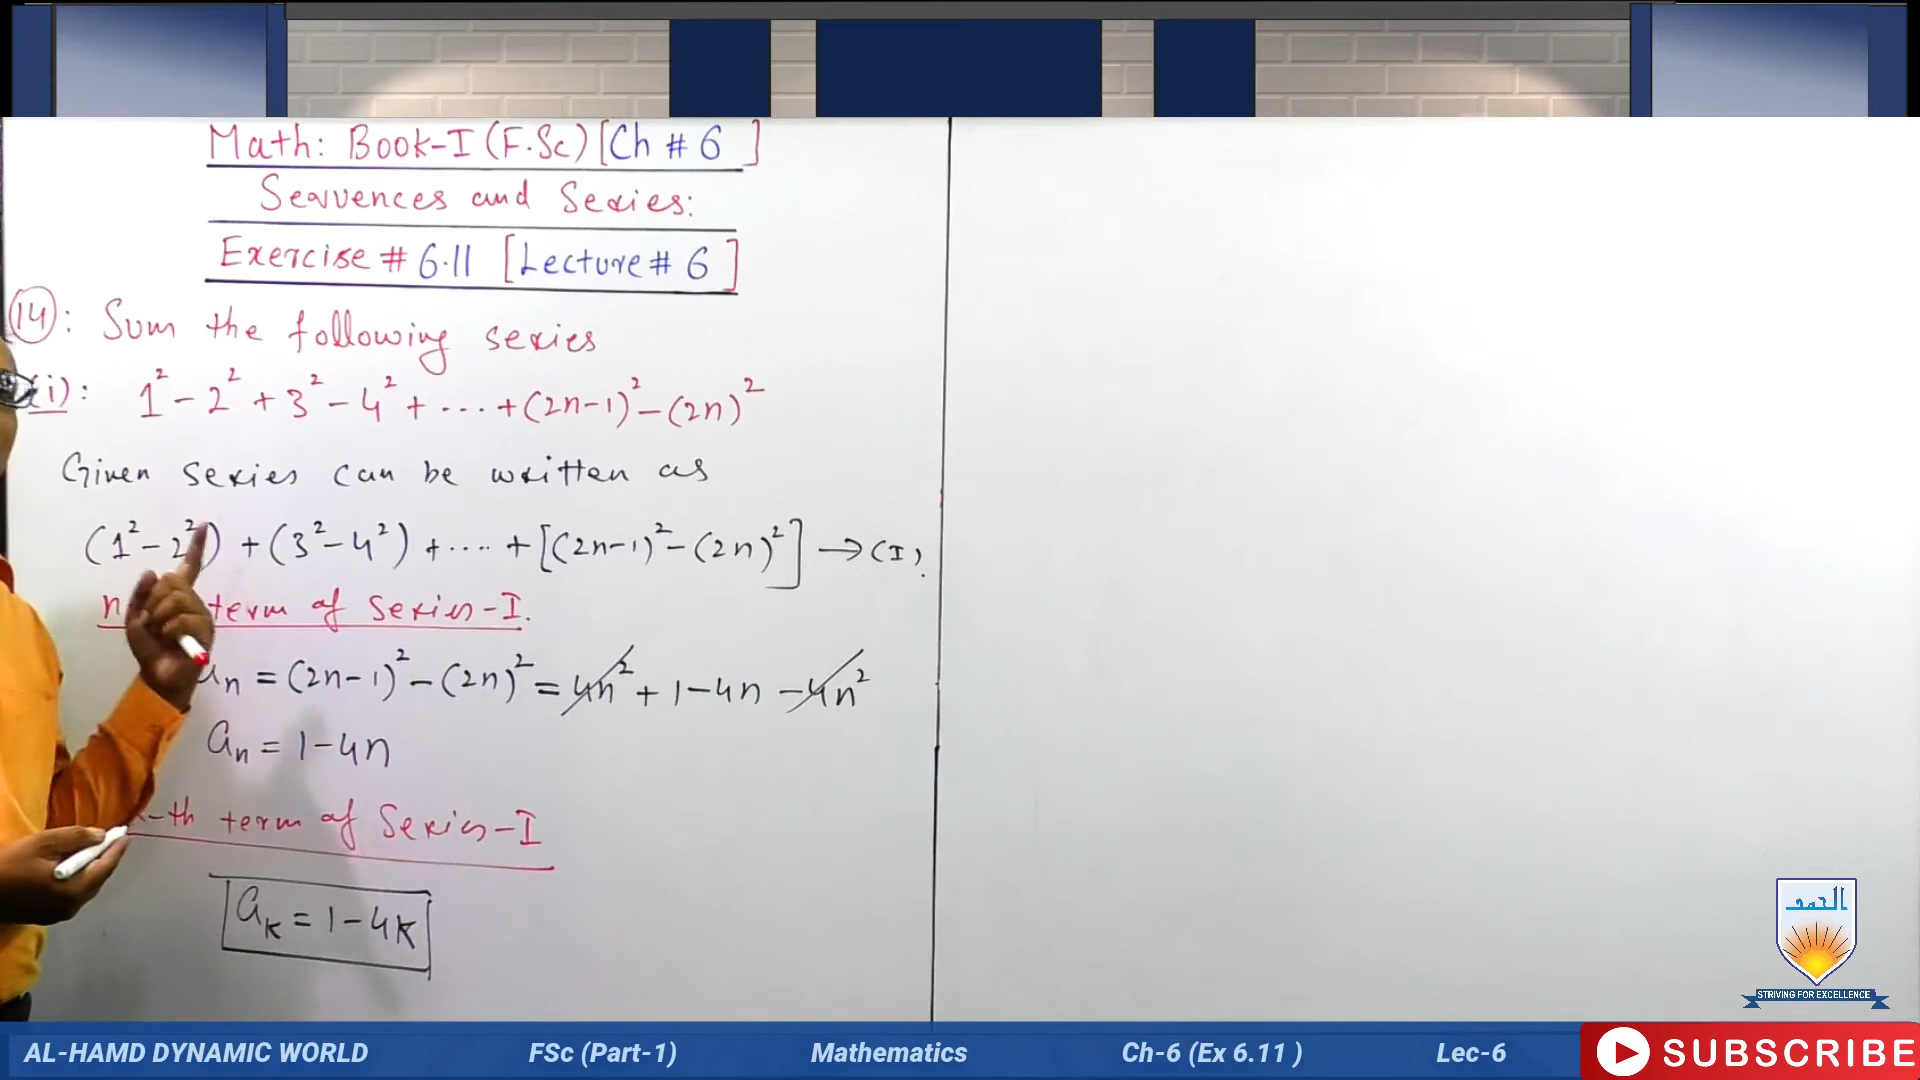 Math: Book-I (F.Sc) [Ch # 6 ]
Seqvences and Series:
Exercise # 6.11 [Lecture # 6 ]
14: Sum the following series
(i): 1² - 2² + 3² - 4² + ... + (2n-1)² - (2n)²
Given series can be written as
(1² - 2²) + (3² - 4²) + .... + [(2n-1)² - (2n)²] → (I).
term of Series-I.
aₙ = (2n-1)² - (2n)² = 4n² + 1 - 4n - 4n²
aₙ = 1 - 4n
-th term of Series-I
aₖ = 1 - 4k
الحمد
STRIVING FOR EXCELLENCE
AL-HAMD DYNAMIC WORLD FSc (Part-1) Mathematics Ch-6 (Ex 6.11 ) Lec-6 SUBSCRIBE